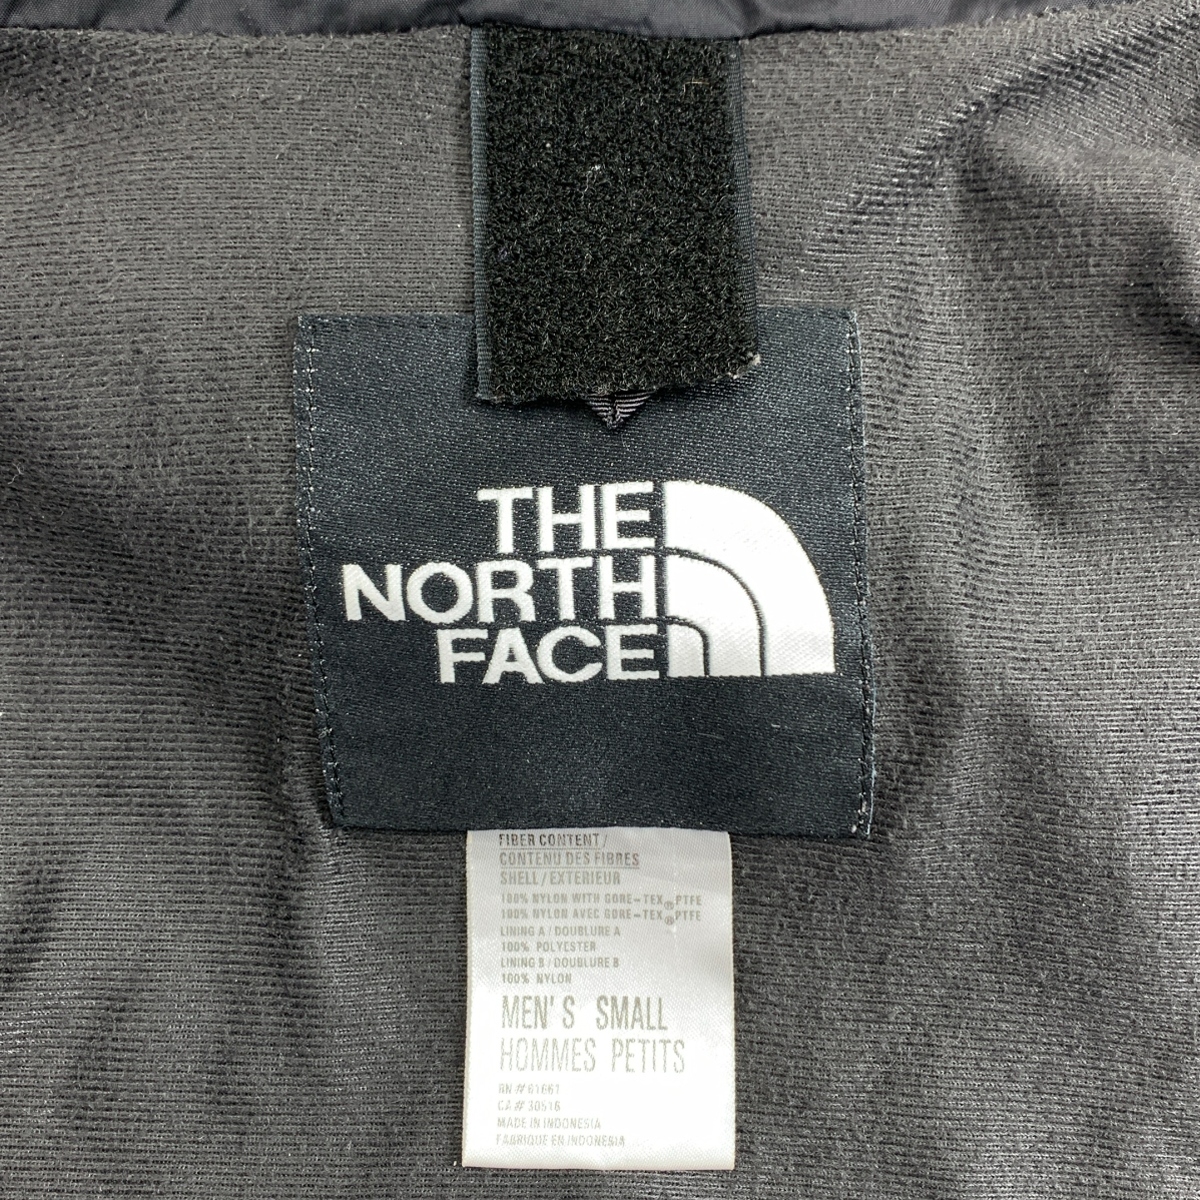 THE
NORTH
FACE
FIBER CONTENT/
CONTENU DES FIBRES
SHELL/EXTERIEUR
100% NYLON WITH GORE-TEX® PTFE
100% NYLON AVEC GORE-TEX® PTFE
LINING A / DOUBLURE A
100% POLYESTER
LINING B / DOUBLURE B
100% NYLON
MEN'S SMALL
HOMMES PETITS
RN# 61661
CA# 30516
MADE IN INDONESIA
FABRIQUE EN INDONESIA